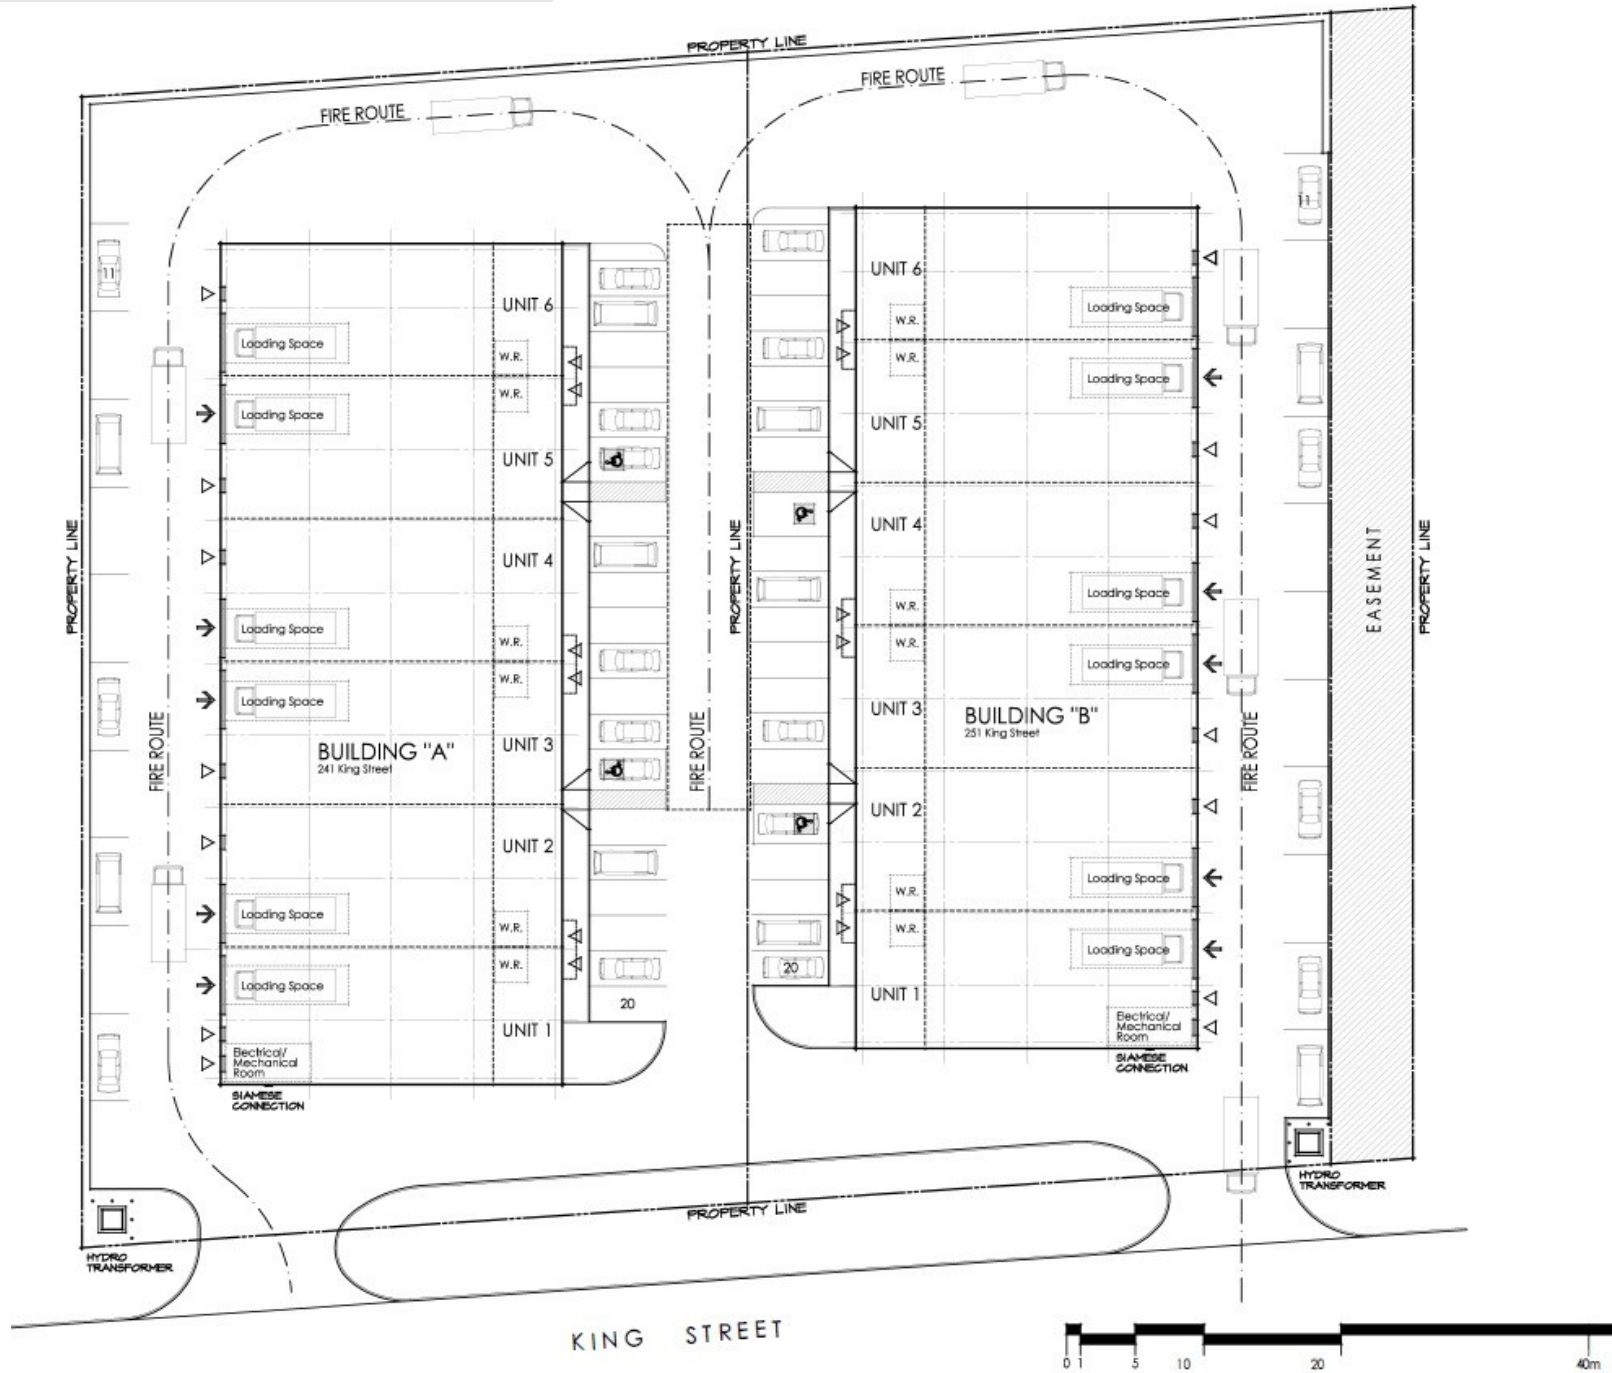 PROPERTY LINE
FIRE ROUTE
FIRE ROUTE
11
11
UNIT 6
UNIT 6
Loading Space
W.R.
Loading Space
W.R.
W.R.
W.R.
Loading Space
Loading Space
UNIT 5
UNIT 5
UNIT 4
UNIT 4
PROPERTY LINE
PROPERTY LINE
EASEMENT
PROPERTY LINE
Loading Space
W.R.
W.R.
Loading Space
W.R.
W.R.
Loading Space
Loading Space
UNIT 3
UNIT 3
BUILDING "A"
241 King Street
BUILDING "B"
251 King Street
FIRE ROUTE
FIRE ROUTE
FIRE ROUTE
UNIT 2
UNIT 2
Loading Space
W.R.
W.R.
Loading Space
W.R.
W.R.
Loading Space
Loading Space
20
20
UNIT 1
UNIT 1
Electrical/
Mechanical
Room
Electrical/
Mechanical
Room
SIAMESE
CONNECTION
SIAMESE
CONNECTION
HYDRO
TRANSFORMER
PROPERTY LINE
HYDRO
TRANSFORMER
KING STREET
0 1 5 10 20 40m